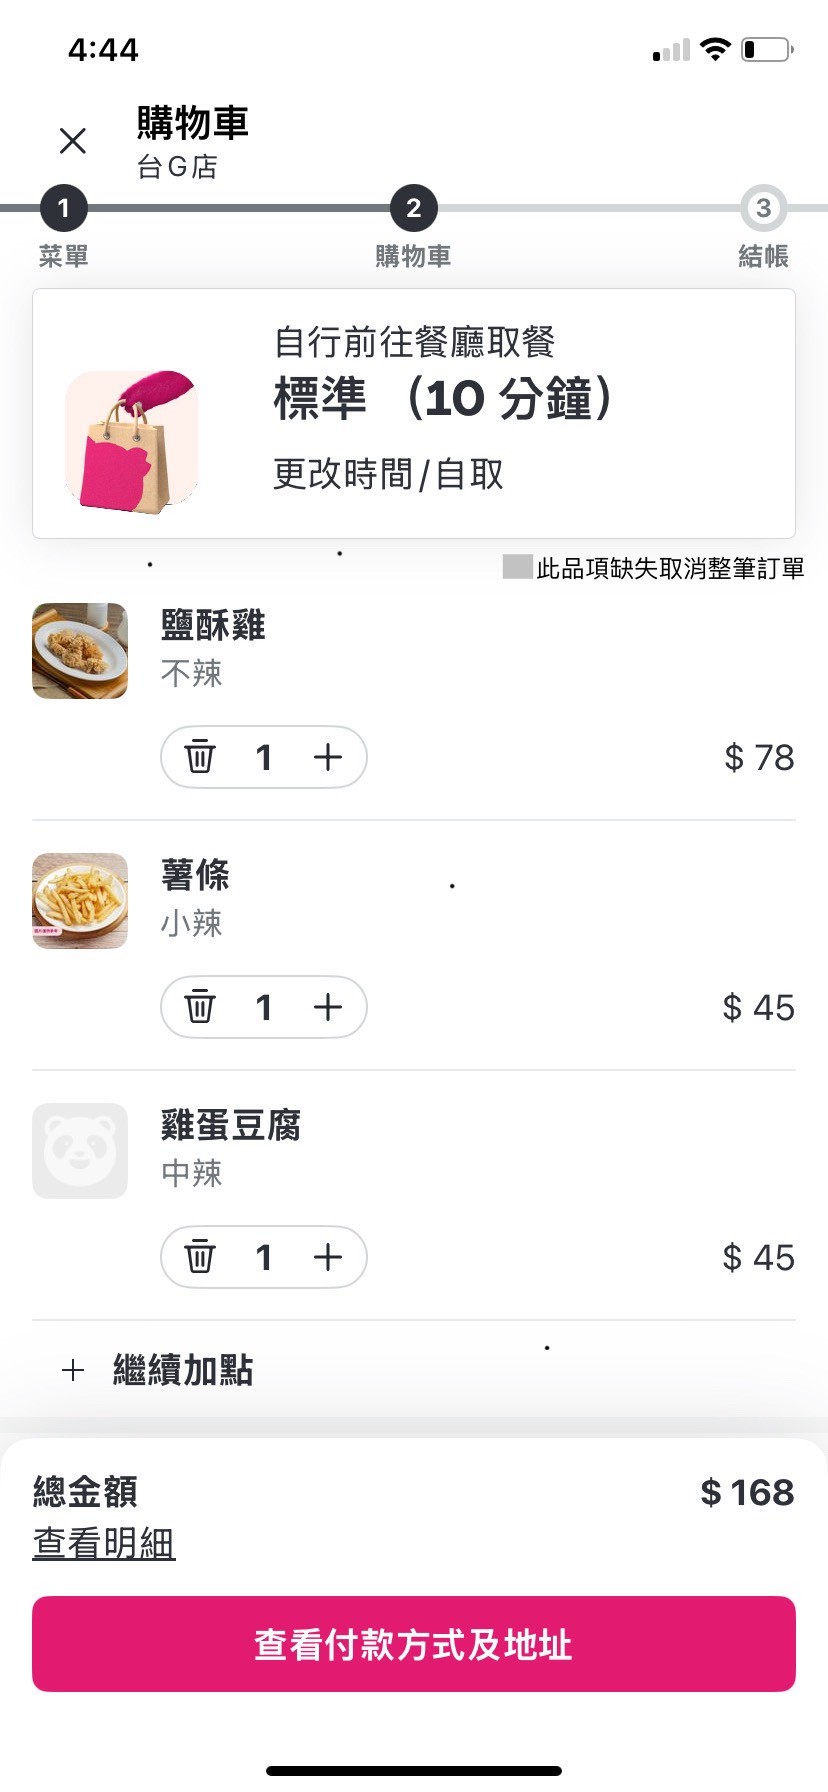 4:44
購物車
台G店
1
2
3
菜單
購物車
結帳
自行前往餐廳取餐
標準 （10 分鐘）
更改時間/自取
此品項缺失取消整筆訂單
鹽酥雞
不辣
1
$ 78
薯條
小辣
1
$ 45
雞蛋豆腐
中辣
1
$ 45
+ 繼續加點
總金額
$ 168
查看明細
查看付款方式及地址